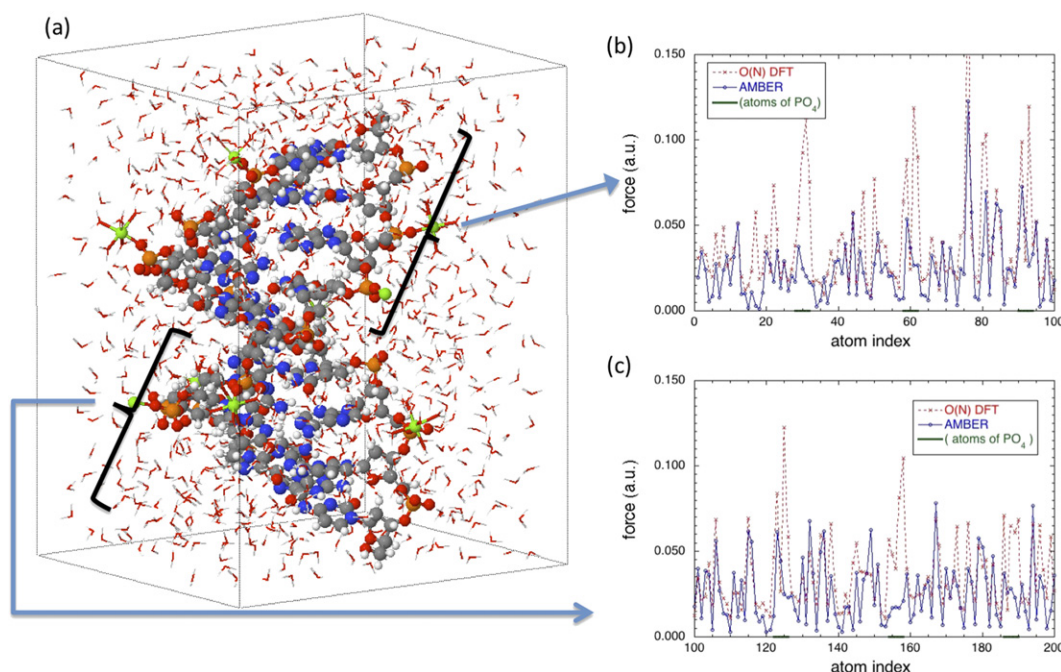 (a)
(b)
0.150
0.100
0.050
0.000
force (a.u.)
O(N) DFT
AMBER
(atoms of PO4)
0 20 40 60 80 100
atom index
(c)
0.150
0.100
0.050
0.000
force (a.u.)
O(N) DFT
AMBER
( atoms of PO4 )
100 120 140 160 180 200
atom index